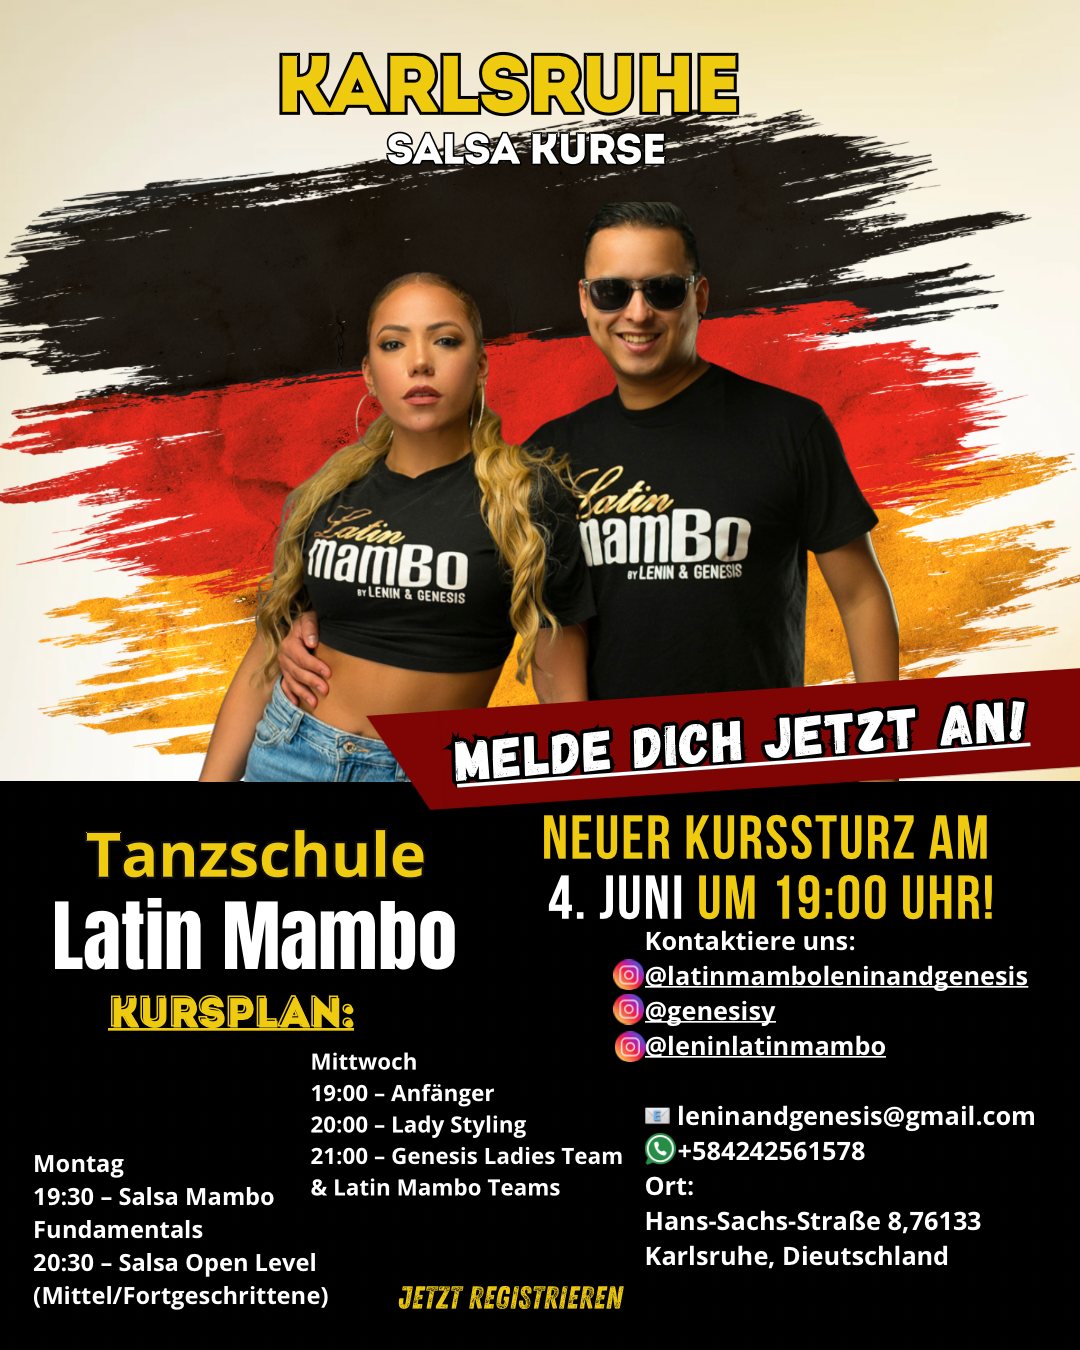 KARLSRUHE
SALSA KURSE
Latin
mamBo
BY LENIN & GENESIS
Latin
mamBo
BY LENIN & GENESIS
MELDE DICH JETZT AN!
Tanzschule
Latin Mambo
KURSPLAN:
Montag
19:30 – Salsa Mambo
Fundamentals
20:30 – Salsa Open Level
(Mittel/Fortgeschrittene)
Mittwoch
19:00 – Anfänger
20:00 – Lady Styling
21:00 – Genesis Ladies Team
& Latin Mambo Teams
NEUER KURSSTURZ AM
4. JUNI UM 19:00 UHR!
Kontaktiere uns:
@latinmamboleninandgenesis
@genesisy
@leninlatinmambo
leninandgenesis@gmail.com
+584242561578
Ort:
Hans-Sachs-Straße 8,76133
Karlsruhe, Dieutschland
JETZT REGISTRIEREN